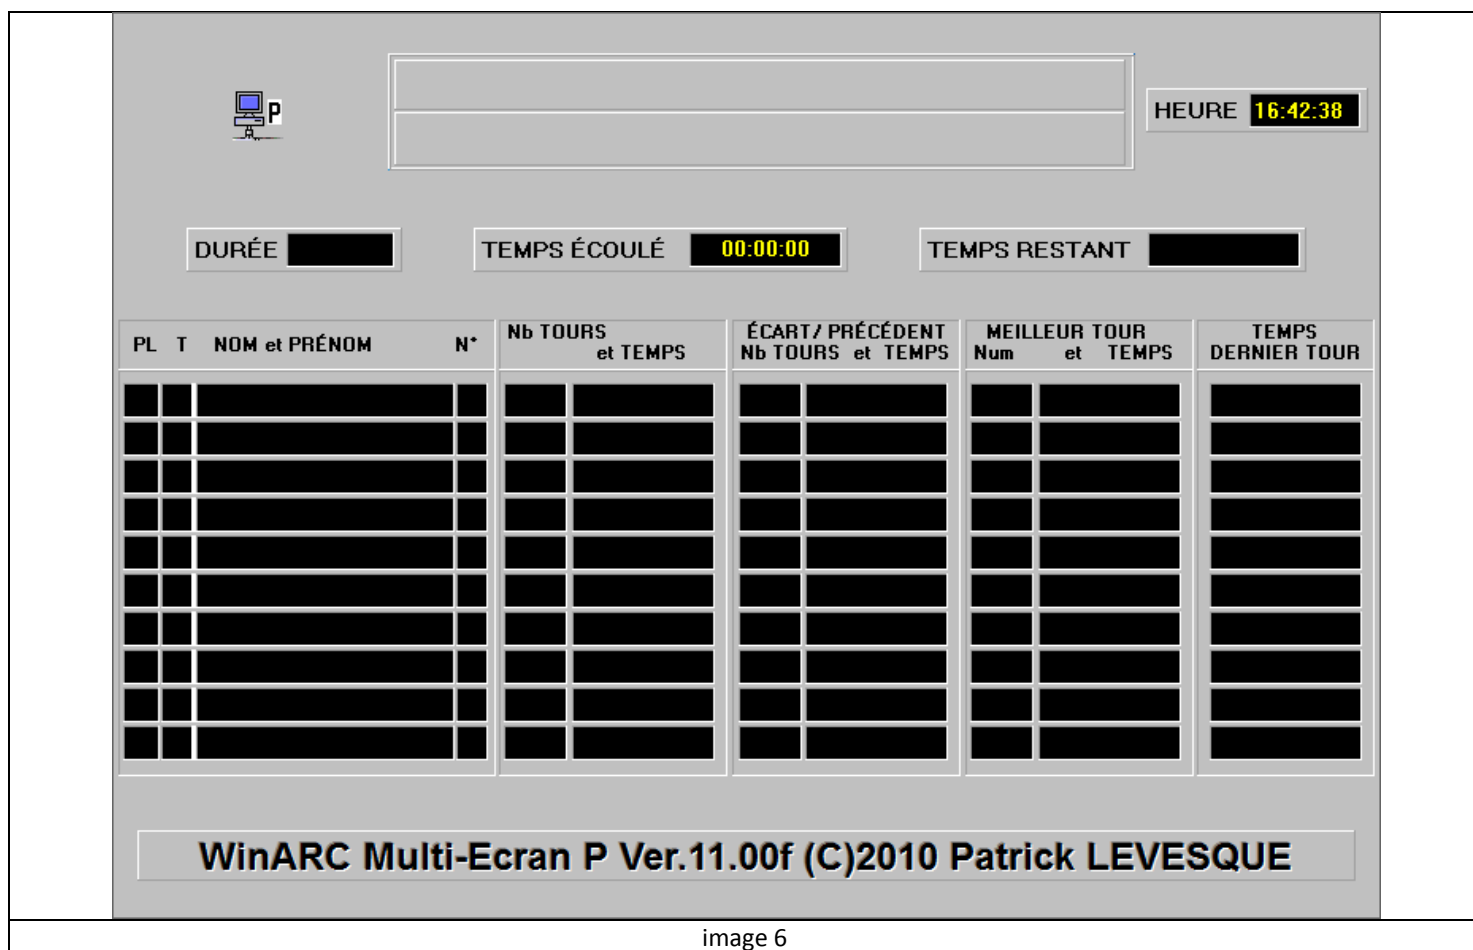 P
HEURE 16:42:38
DURÉE
TEMPS ÉCOULÉ 00:00:00
TEMPS RESTANT
PL T NOM et PRÉNOM N°
Nb TOURS
et TEMPS
ÉCART/ PRÉCÉDENT
Nb TOURS et TEMPS
MEILLEUR TOUR
Num et TEMPS
TEMPS
DERNIER TOUR
WinARC Multi-Ecran P Ver.11.00f (C)2010 Patrick LEVESQUE
image 6